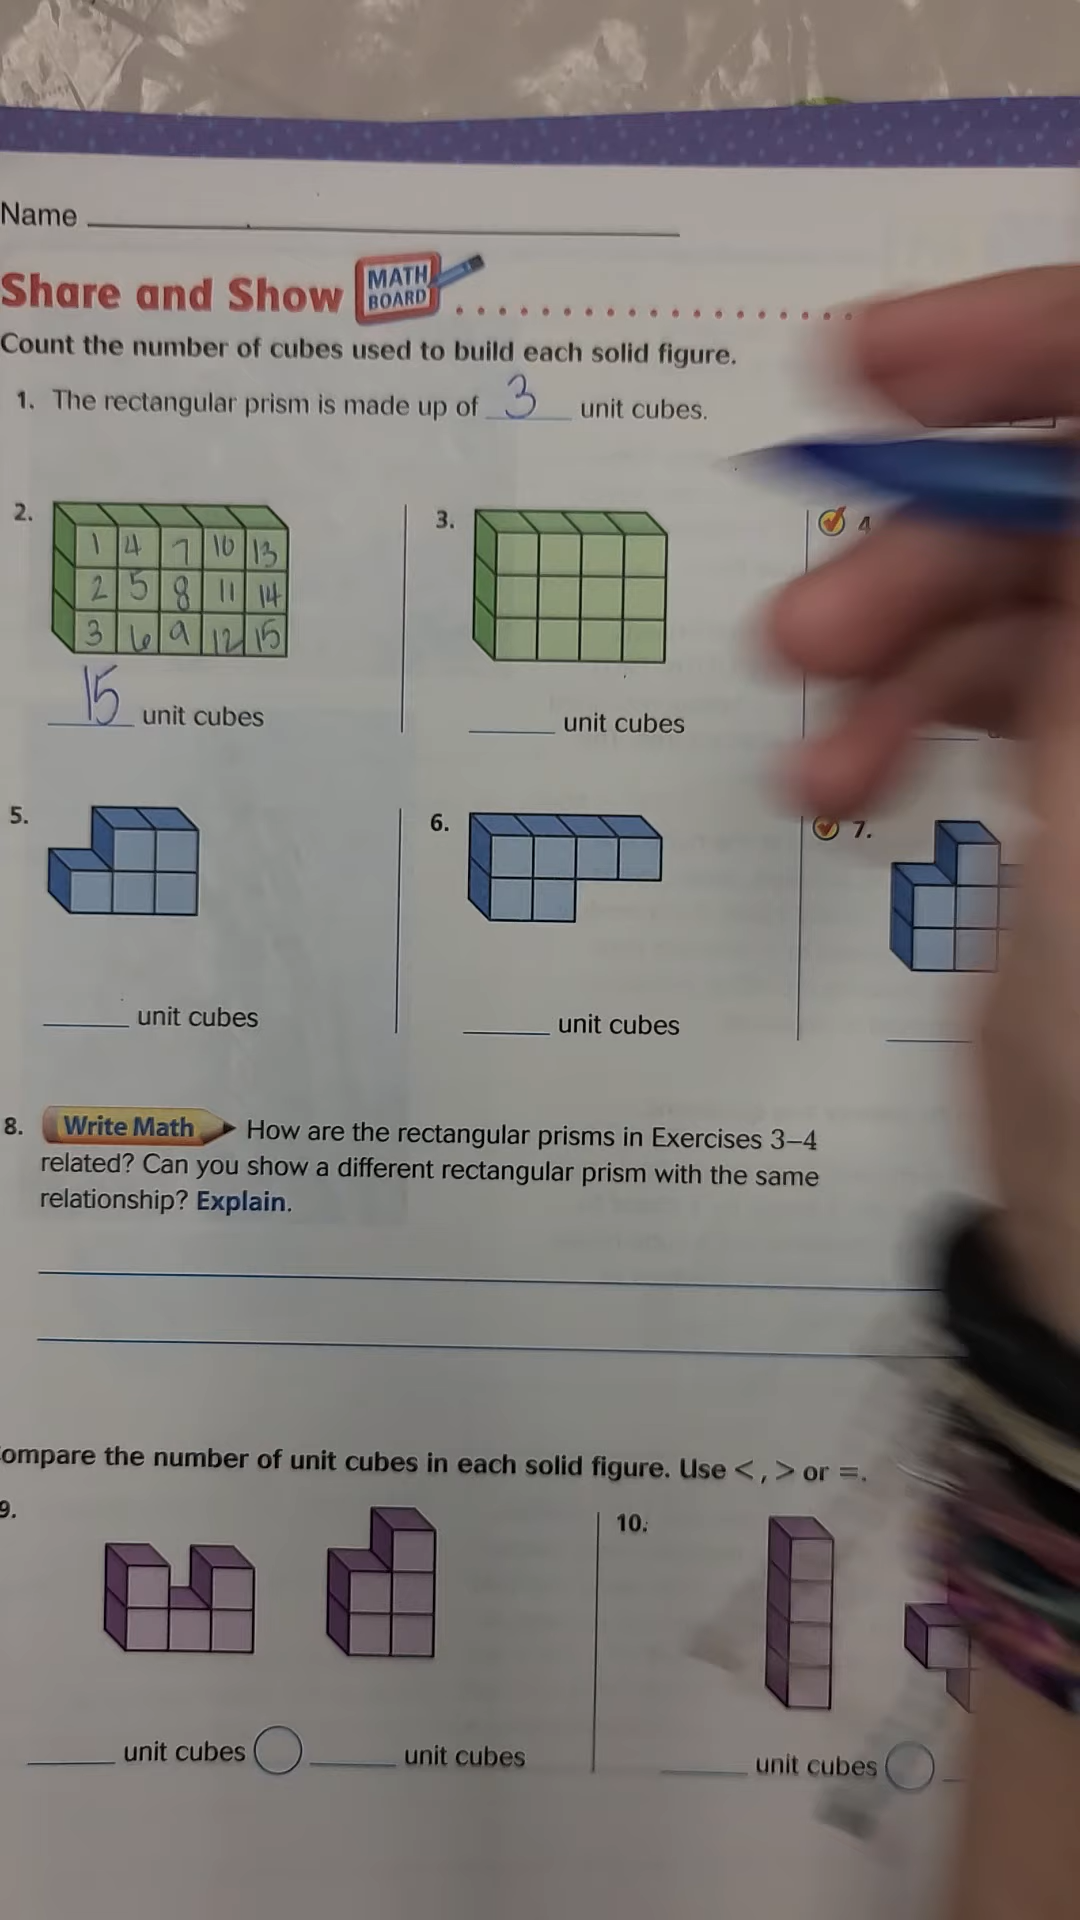 Name
Share and Show MATH BOARD
Count the number of cubes used to build each solid figure.
1. The rectangular prism is made up of 3 unit cubes.
2.
1 4 7 10 13
2 5 8 11 14
3 6 9 12 15
15 unit cubes
3.
unit cubes
4
5.
unit cubes
6.
unit cubes
7.
8. Write Math How are the rectangular prisms in Exercises 3–4
related? Can you show a different rectangular prism with the same
relationship? Explain.
ompare the number of unit cubes in each solid figure. Use <, > or =.
9.
unit cubes unit cubes
10.
unit cubes